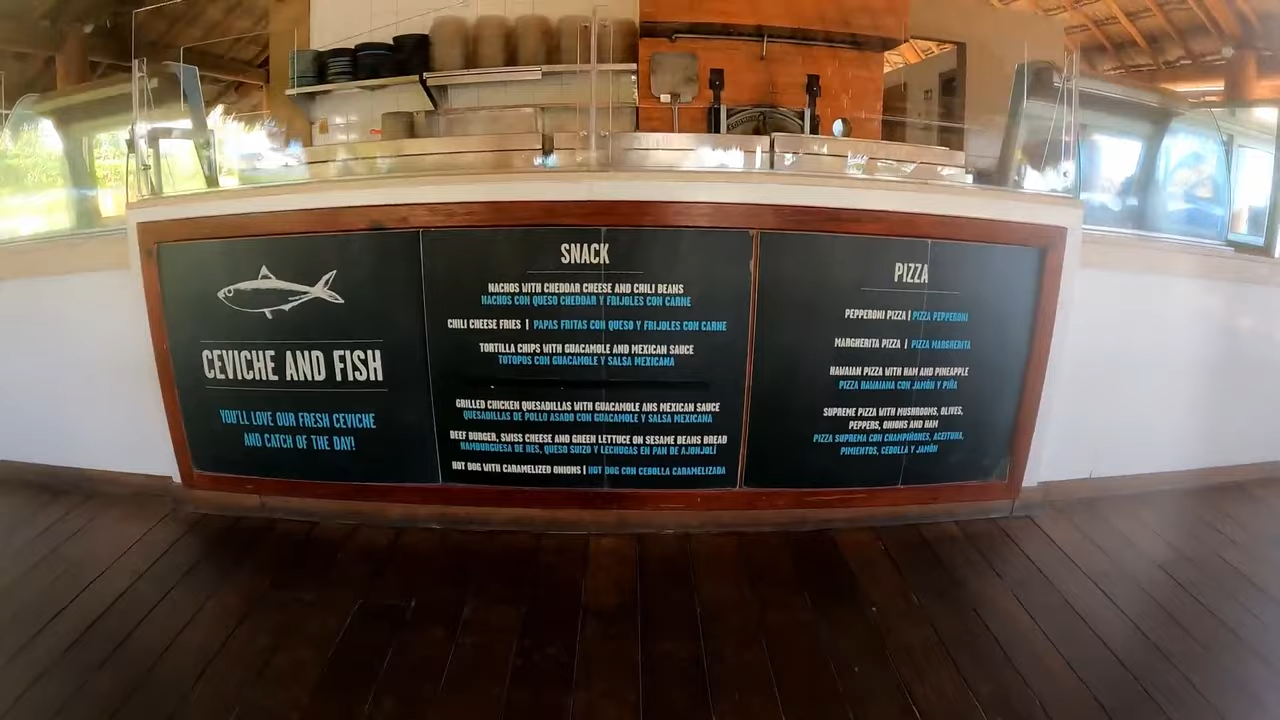 CEVICHE AND FISH
YOU'LL LOVE OUR FRESH CEVICHE
AND CATCH OF THE DAY!
SNACK
NACHOS WITH CHEDDAR CHEESE AND CHILI BEANS
NACHOS CON QUESO CHEDDAR Y FRIJOLES CON CARNE
CHILI CHEESE FRIES | PAPAS FRITAS CON QUESO Y FRIJOLES CON CARNE
TORTILLA CHIPS WITH GUACAMOLE AND MEXICAN SAUCE
TOTOPOS CON GUACAMOLE Y SALSA MEXICANA
GRILLED CHICKEN QUESADILLAS WITH GUACAMOLE ANS MEXICAN SAUCE
QUESADILLAS DE POLLO ASADO CON GUACAMOLE Y SALSA MEXICANA
BEEF BURGER, SWISS CHEESE AND GREEN LETTUCE ON SESAME BEANS BREAD
HAMBURGUESA DE RES, QUESO SUIZO Y LECHUGAS EN PAN DE AJONJOLÍ
HOT DOG WITH CARAMELIZED ONIONS | HOT DOG CON CEBOLLA CARAMELIZADA
PIZZA
PEPPERONI PIZZA | PIZZA PEPPERONI
MARGHERITA PIZZA | PIZZA MARGHERITA
HAWAIIAN PIZZA WITH HAM AND PINEAPPLE
PIZZA HAWAIANA CON JAMÓN Y PIÑA
SUPREME PIZZA WITH MUSHROOMS, OLIVES,
PEPPERS, ONIONS AND HAM
PIZZA SUPREMA CON CHAMPIÑONES, ACEITURA,
PIMIENTOS, CEBOLLA Y JAMÓN